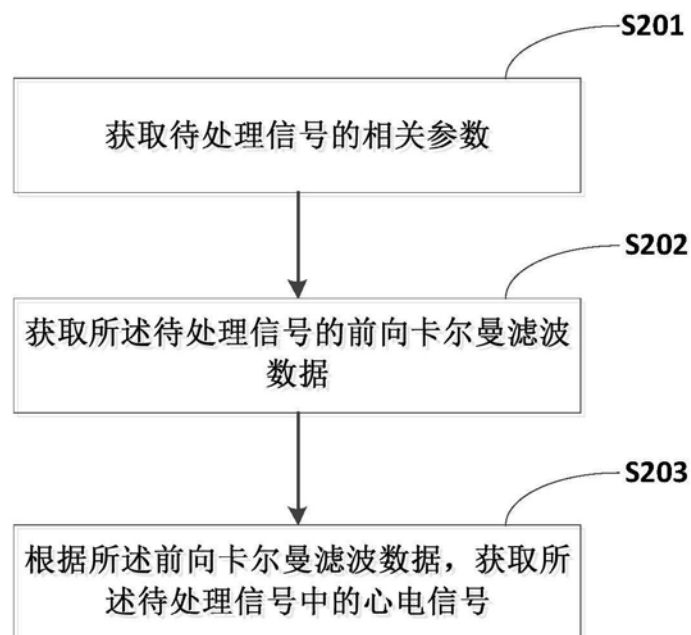 S201
获取待处理信号的相关参数
S202
获取所述待处理信号的前向卡尔曼滤波
数据
S203
根据所述前向卡尔曼滤波数据，获取所
述待处理信号中的心电信号